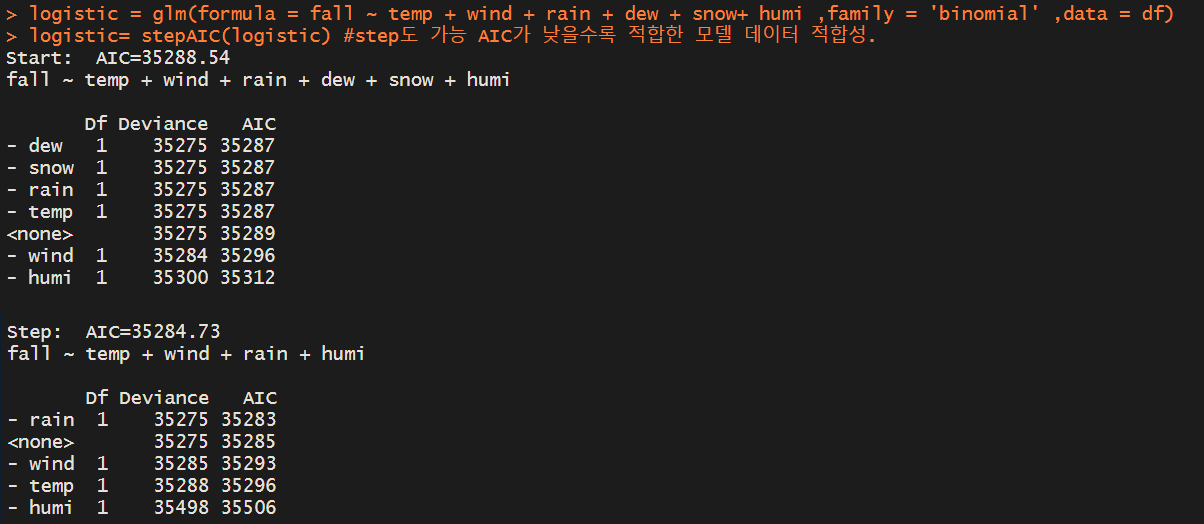 > logistic = glm(formula = fall ~ temp + wind + rain + dew + snow+ humi ,family = 'binomial' ,data = df)
> logistic= stepAIC(logistic) #step도 가능 AIC가 낮을수록 적합한 모델 데이터 적합성.
Start:  AIC=35288.54
fall ~ temp + wind + rain + dew + snow + humi
       Df Deviance   AIC
- dew   1    35275 35287
- snow  1    35275 35287
- rain  1    35275 35287
- temp  1    35275 35287
<none>       35275 35289
- wind  1    35284 35296
- humi  1    35300 35312
Step:  AIC=35284.73
fall ~ temp + wind + rain + humi
       Df Deviance   AIC
- rain  1    35275 35283
<none>       35275 35285
- wind  1    35285 35293
- temp  1    35288 35296
- humi  1    35498 35506